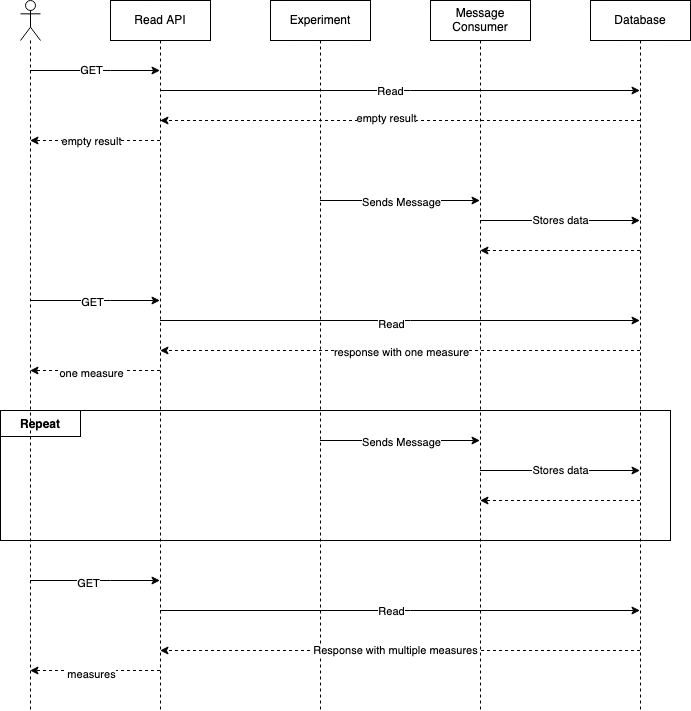 Read API
Experiment
Message
Consumer
Database
GET
Read
empty result
empty result
Sends Message
Stores data
GET
Read
response with one measure
one measure
Repeat
Sends Message
Stores data
GET
Read
Response with multiple measures
measures